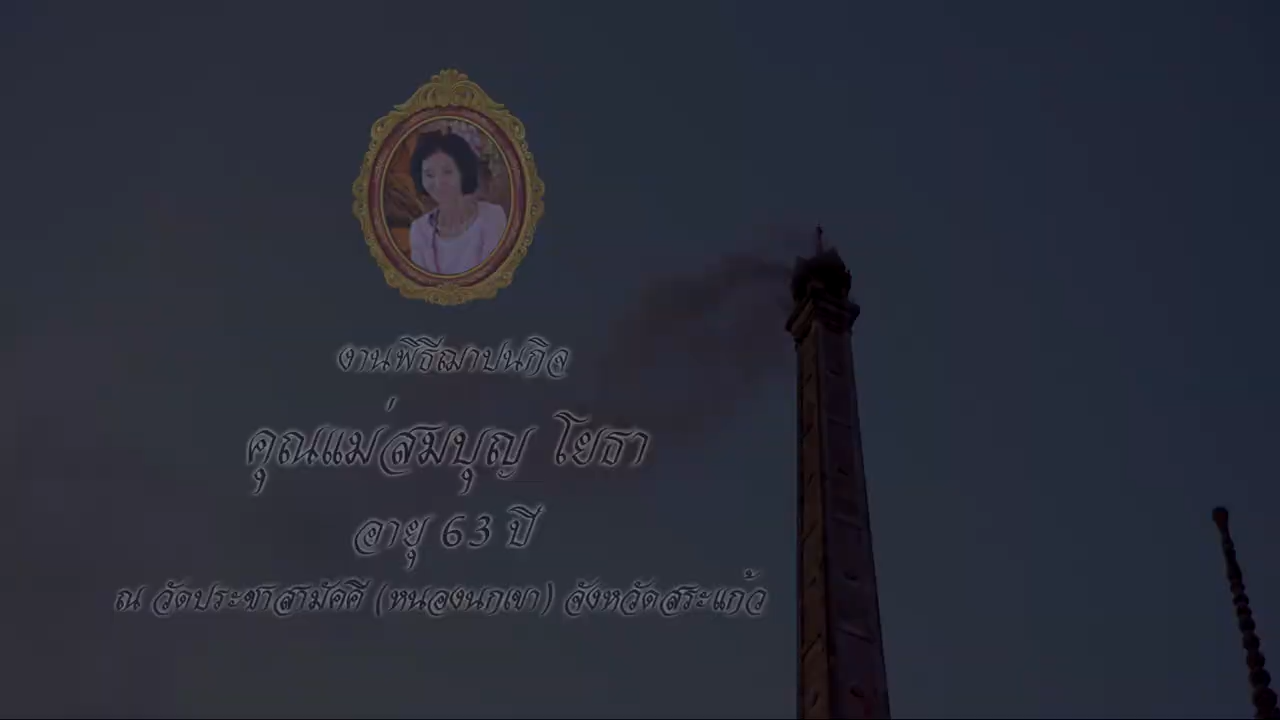 งานพิธีฌาปนกิจ
คุณแม่สมบุญ โยธา
อายุ 63 ปี
ณ วัดประชาสามัคคี (หนองนกเขา) จังหวัดสระแก้ว